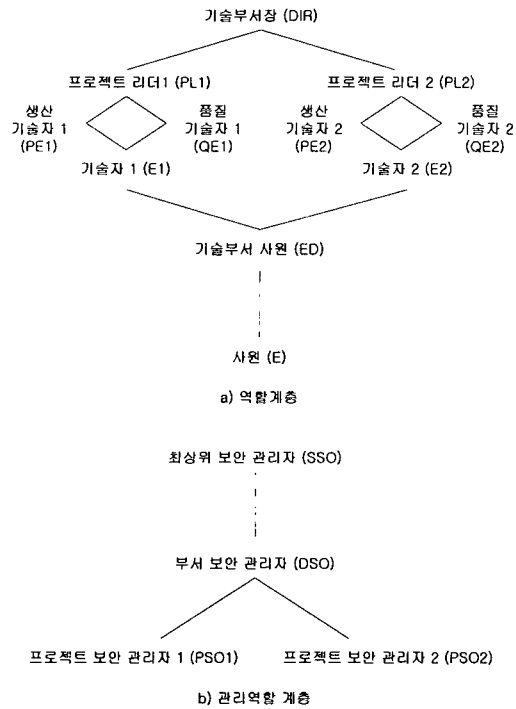 기술부서장 (DIR)
프로젝트 리더1 (PL1)
프로젝트 리더 2 (PL2)
생산
기술자 1
(PE1)
품질
기술자 1
(QE1)
생산
기술자 2
(PE2)
품질
기술자 2
(QE2)
기술자 1 (E1)
기술자 2 (E2)
기술부서 사원 (ED)
사원 (E)
a) 역할계층
최상위 보안 관리자 (SSO)
부서 보안 관리자 (DSO)
프로젝트 보안 관리자 1 (PSO1)
프로젝트 보안 관리자 2 (PSO2)
b) 관리역할 계층